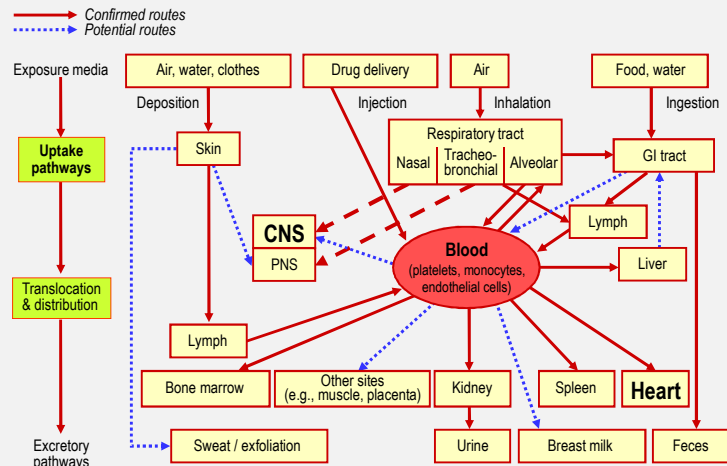 Confirmed routes
Potential routes
Exposure media
Air, water, clothes
Drug delivery
Air
Food, water
Deposition
Injection
Inhalation
Ingestion
Uptake
pathways
Skin
Respiratory tract
Nasal
Tracheo-
bronchial
Alveolar
GI tract
Lymph
CNS
PNS
Blood
(platelets, monocytes,
endothelial cells)
Liver
Translocation
& distribution
Lymph
Bone marrow
Other sites
(e.g., muscle, placenta)
Kidney
Spleen
Heart
Excretory
pathways
Sweat / exfoliation
Urine
Breast milk
Feces